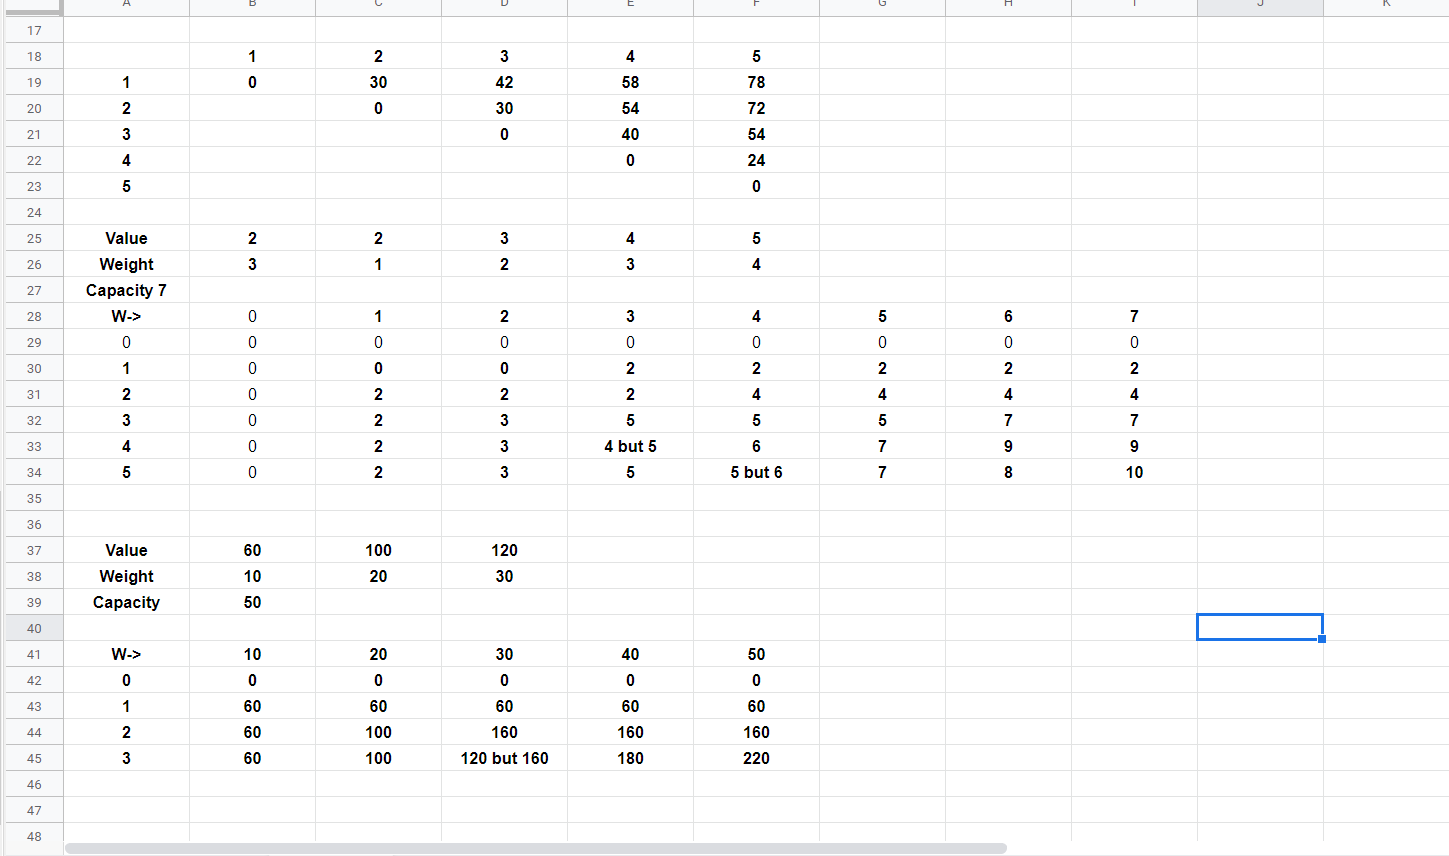 A B C D E F G H I J K
17
18 1 2 3 4 5
19 1 0 30 42 58 78
20 2 0 30 54 72
21 3 0 40 54
22 4 0 24
23 5 0
24
25 Value 2 2 3 4 5
26 Weight 3 1 2 3 4
27 Capacity 7
28 W-> 0 1 2 3 4 5 6 7
29 0 0 0 0 0 0 0 0 0
30 1 0 0 0 2 2 2 2 2
31 2 0 2 2 2 4 4 4 4
32 3 0 2 3 5 5 5 7 7
33 4 0 2 3 4 but 5 6 7 9 9
34 5 0 2 3 5 5 but 6 7 8 10
35
36
37 Value 60 100 120
38 Weight 10 20 30
39 Capacity 50
40
41 W-> 10 20 30 40 50
42 0 0 0 0 0 0
43 1 60 60 60 60 60
44 2 60 100 160 160 160
45 3 60 100 120 but 160 180 220
46
47
48